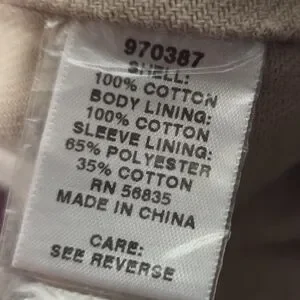 970387
SHELL:
100% COTTON
BODY LINING:
100% COTTON
SLEEVE LINING:
65% POLYESTER
35% COTTON
RN 56835
MADE IN CHINA
CARE:
SEE REVERSE